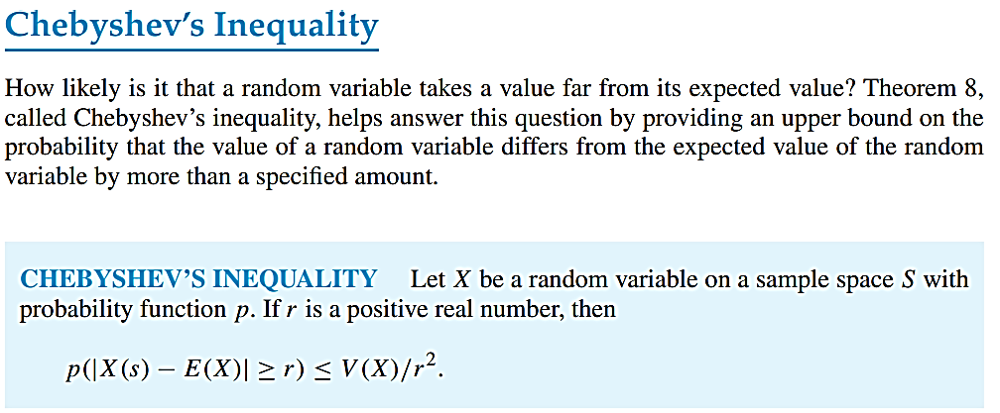 Chebyshev’s Inequality
How likely is it that a random variable takes a value far from its expected value? Theorem 8,
called Chebyshev’s inequality, helps answer this question by providing an upper bound on the
probability that the value of a random variable differs from the expected value of the random
variable by more than a specified amount.
CHEBYSHEV’S INEQUALITY Let X be a random variable on a sample space S with
probability function p. If r is a positive real number, then
p(|X(s) − E(X)| ≥ r) ≤ V(X)/r².